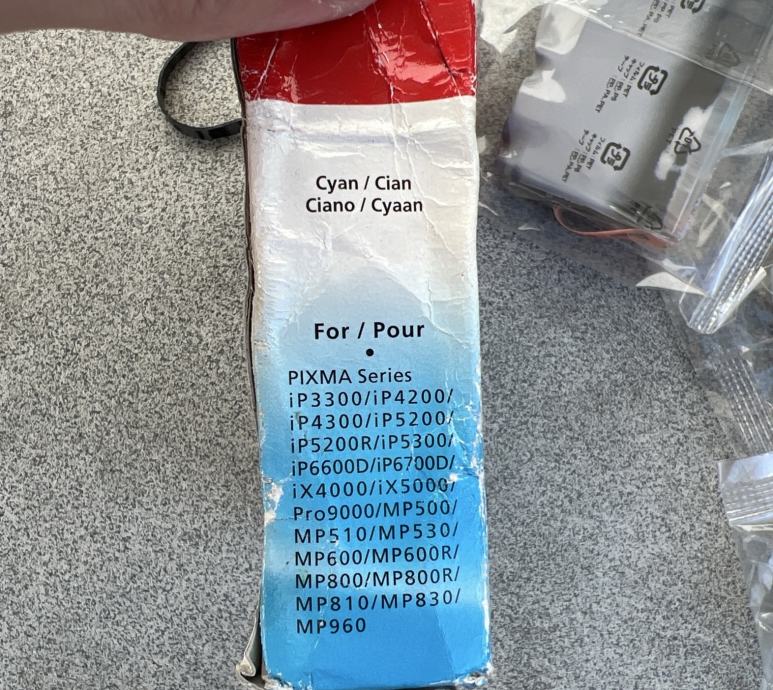 Cyan / Cian
Ciano / Cyaan
For / Pour
•
PIXMA Series
iP3300/iP4200/
iP4300/iP5200/
iP5200R/iP5300/
iP6600D/iP6700D/
iX4000/iX5000/
Pro9000/MP500/
MP510/MP530/
MP600/MP600R/
MP800/MP800R/
MP810/MP830/
MP960